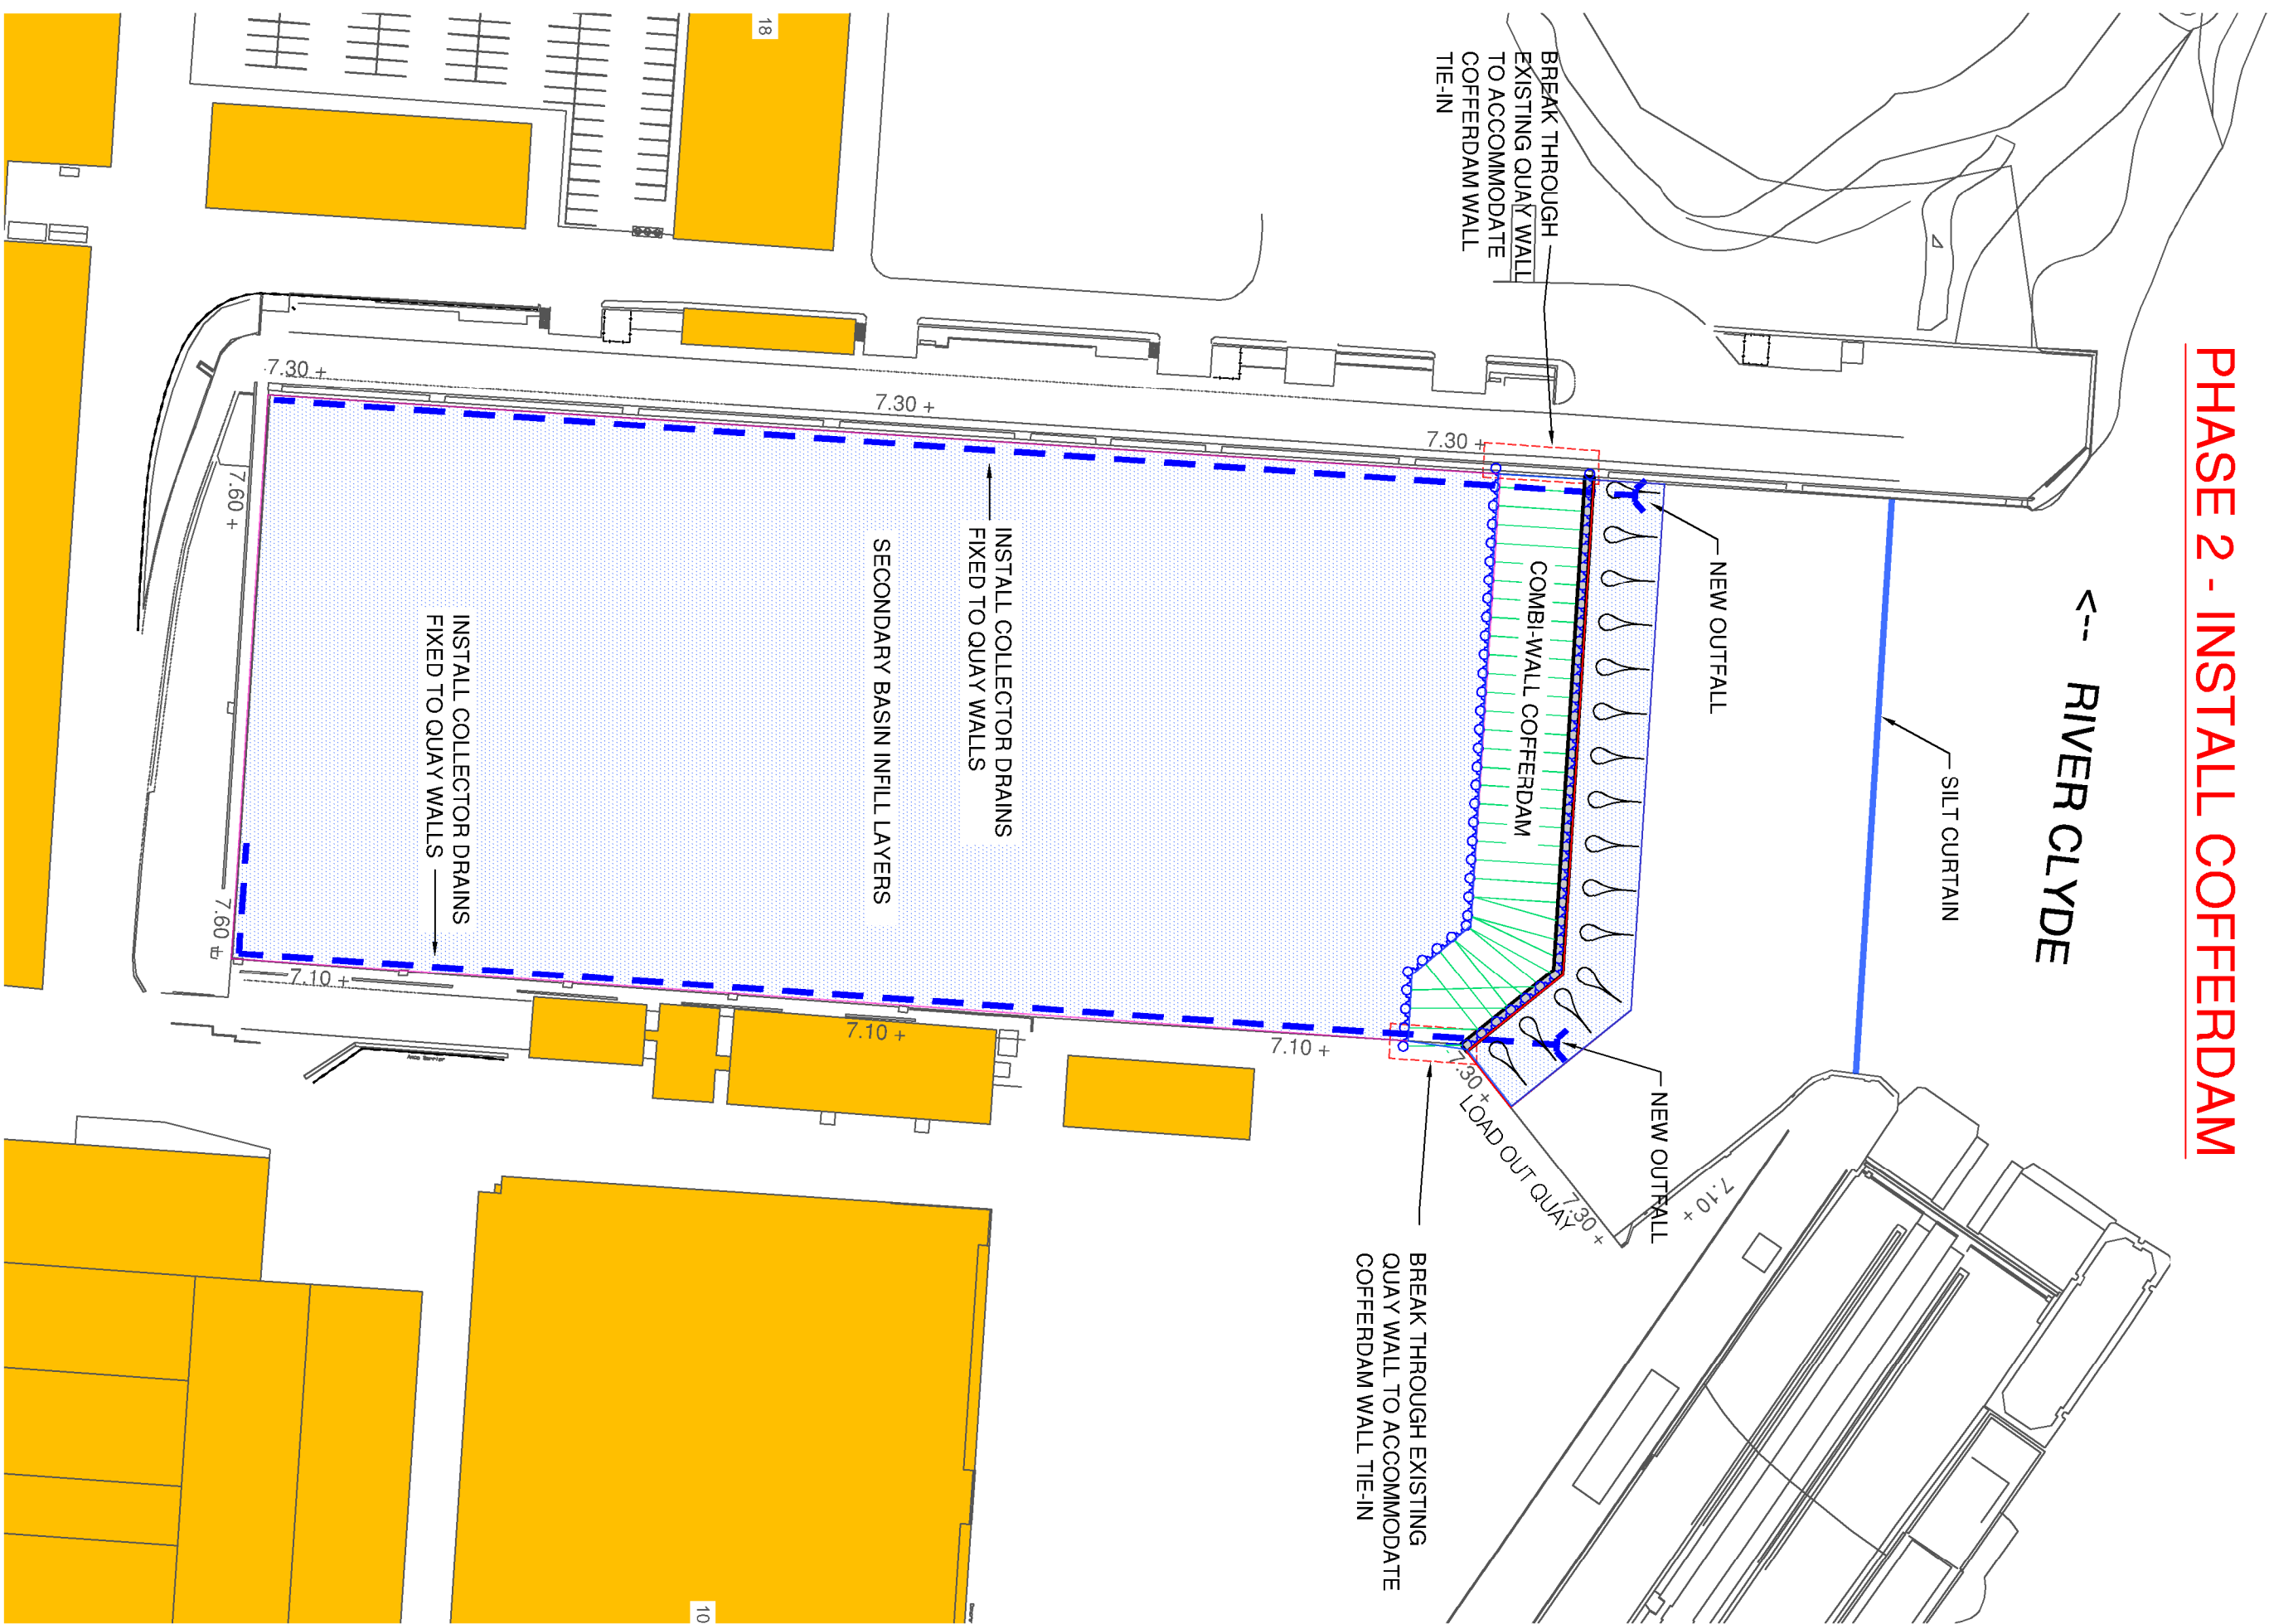 PHASE 2 - INSTALL COFFERDAM
<-- RIVER CLYDE
SILT CURTAIN
NEW OUTFALL
NEW OUTFALL
BREAK THROUGH
EXISTING QUAY WALL
TO ACCOMMODATE
COFFERDAM WALL
TIE-IN
COMBI-WALL COFFERDAM
7.30 +
7.30 +
7.30 +
7.30 +
LOAD OUT QUAY
7.30 +
7.10 +
BREAK THROUGH EXISTING
QUAY WALL TO ACCOMMODATE
COFFERDAM WALL TIE-IN
INSTALL COLLECTOR DRAINS
FIXED TO QUAY WALLS
SECONDARY BASIN INFILL LAYERS
INSTALL COLLECTOR DRAINS
FIXED TO QUAY WALLS
7.60 +
7.60 +
7.10 +
7.10 +
7.10 +
18
10